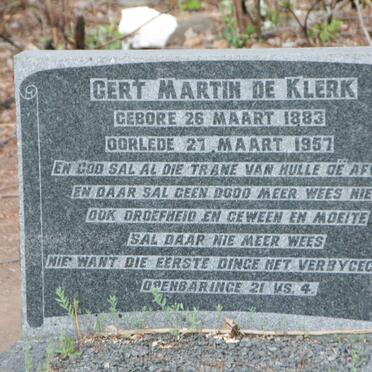 GERT MARTIN DE KLERK
GEBORE 26 MAART 1883
OORLEDE 27 MAART 1957
EN GOD SAL AL DIE TRANE VAN HULLE OË AF
EN DAAR SAL GEEN DOOD MEER WEES NIE
OOK DROEFHEID EN GEWEEN EN MOEITE
SAL DAAR NIE MEER WEES
NIE WANT DIE EERSTE DINGE HET VERBYGEG
OPENBARINGE 21 VS. 4.